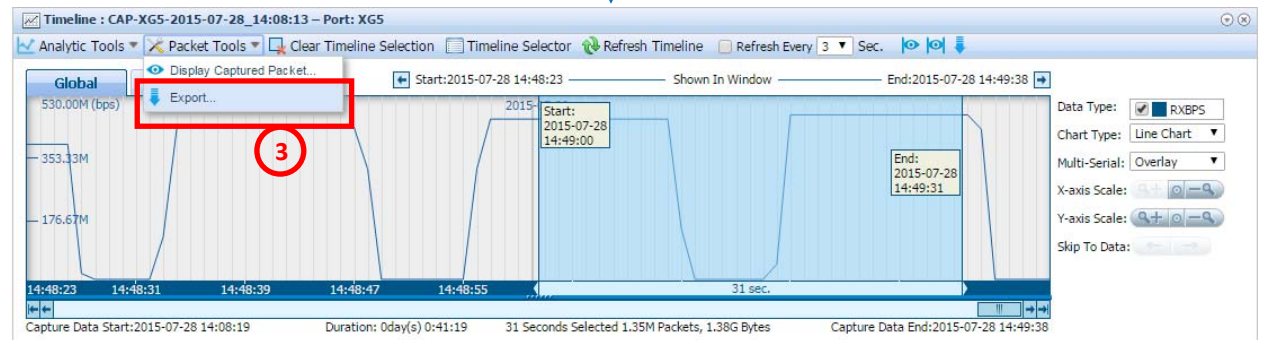 Timeline : CAP-XG5-2015-07-28_14:08:13 – Port: XG5
Analytic Tools Packet Tools Clear Timeline Selection Timeline Selector Refresh Timeline Refresh Every 3 Sec.
Display Captured Packet...
Export...
3
Global
Start:2015-07-28 14:48:23 Shown In Window End:2015-07-28 14:49:38
530.00M (bps)
353.33M
176.67M
2015-
Start:
2015-07-28
14:49:00
End:
2015-07-28
14:49:31
14:48:23 14:48:31 14:48:39 14:48:47 14:48:55 31 sec.
Data Type: RXBPS
Chart Type: Line Chart
Multi-Serial: Overlay
X-axis Scale:
Y-axis Scale:
Skip To Data:
Capture Data Start:2015-07-28 14:08:19 Duration: 0day(s) 0:41:19 31 Seconds Selected 1.35M Packets, 1.38G Bytes Capture Data End:2015-07-28 14:49:38